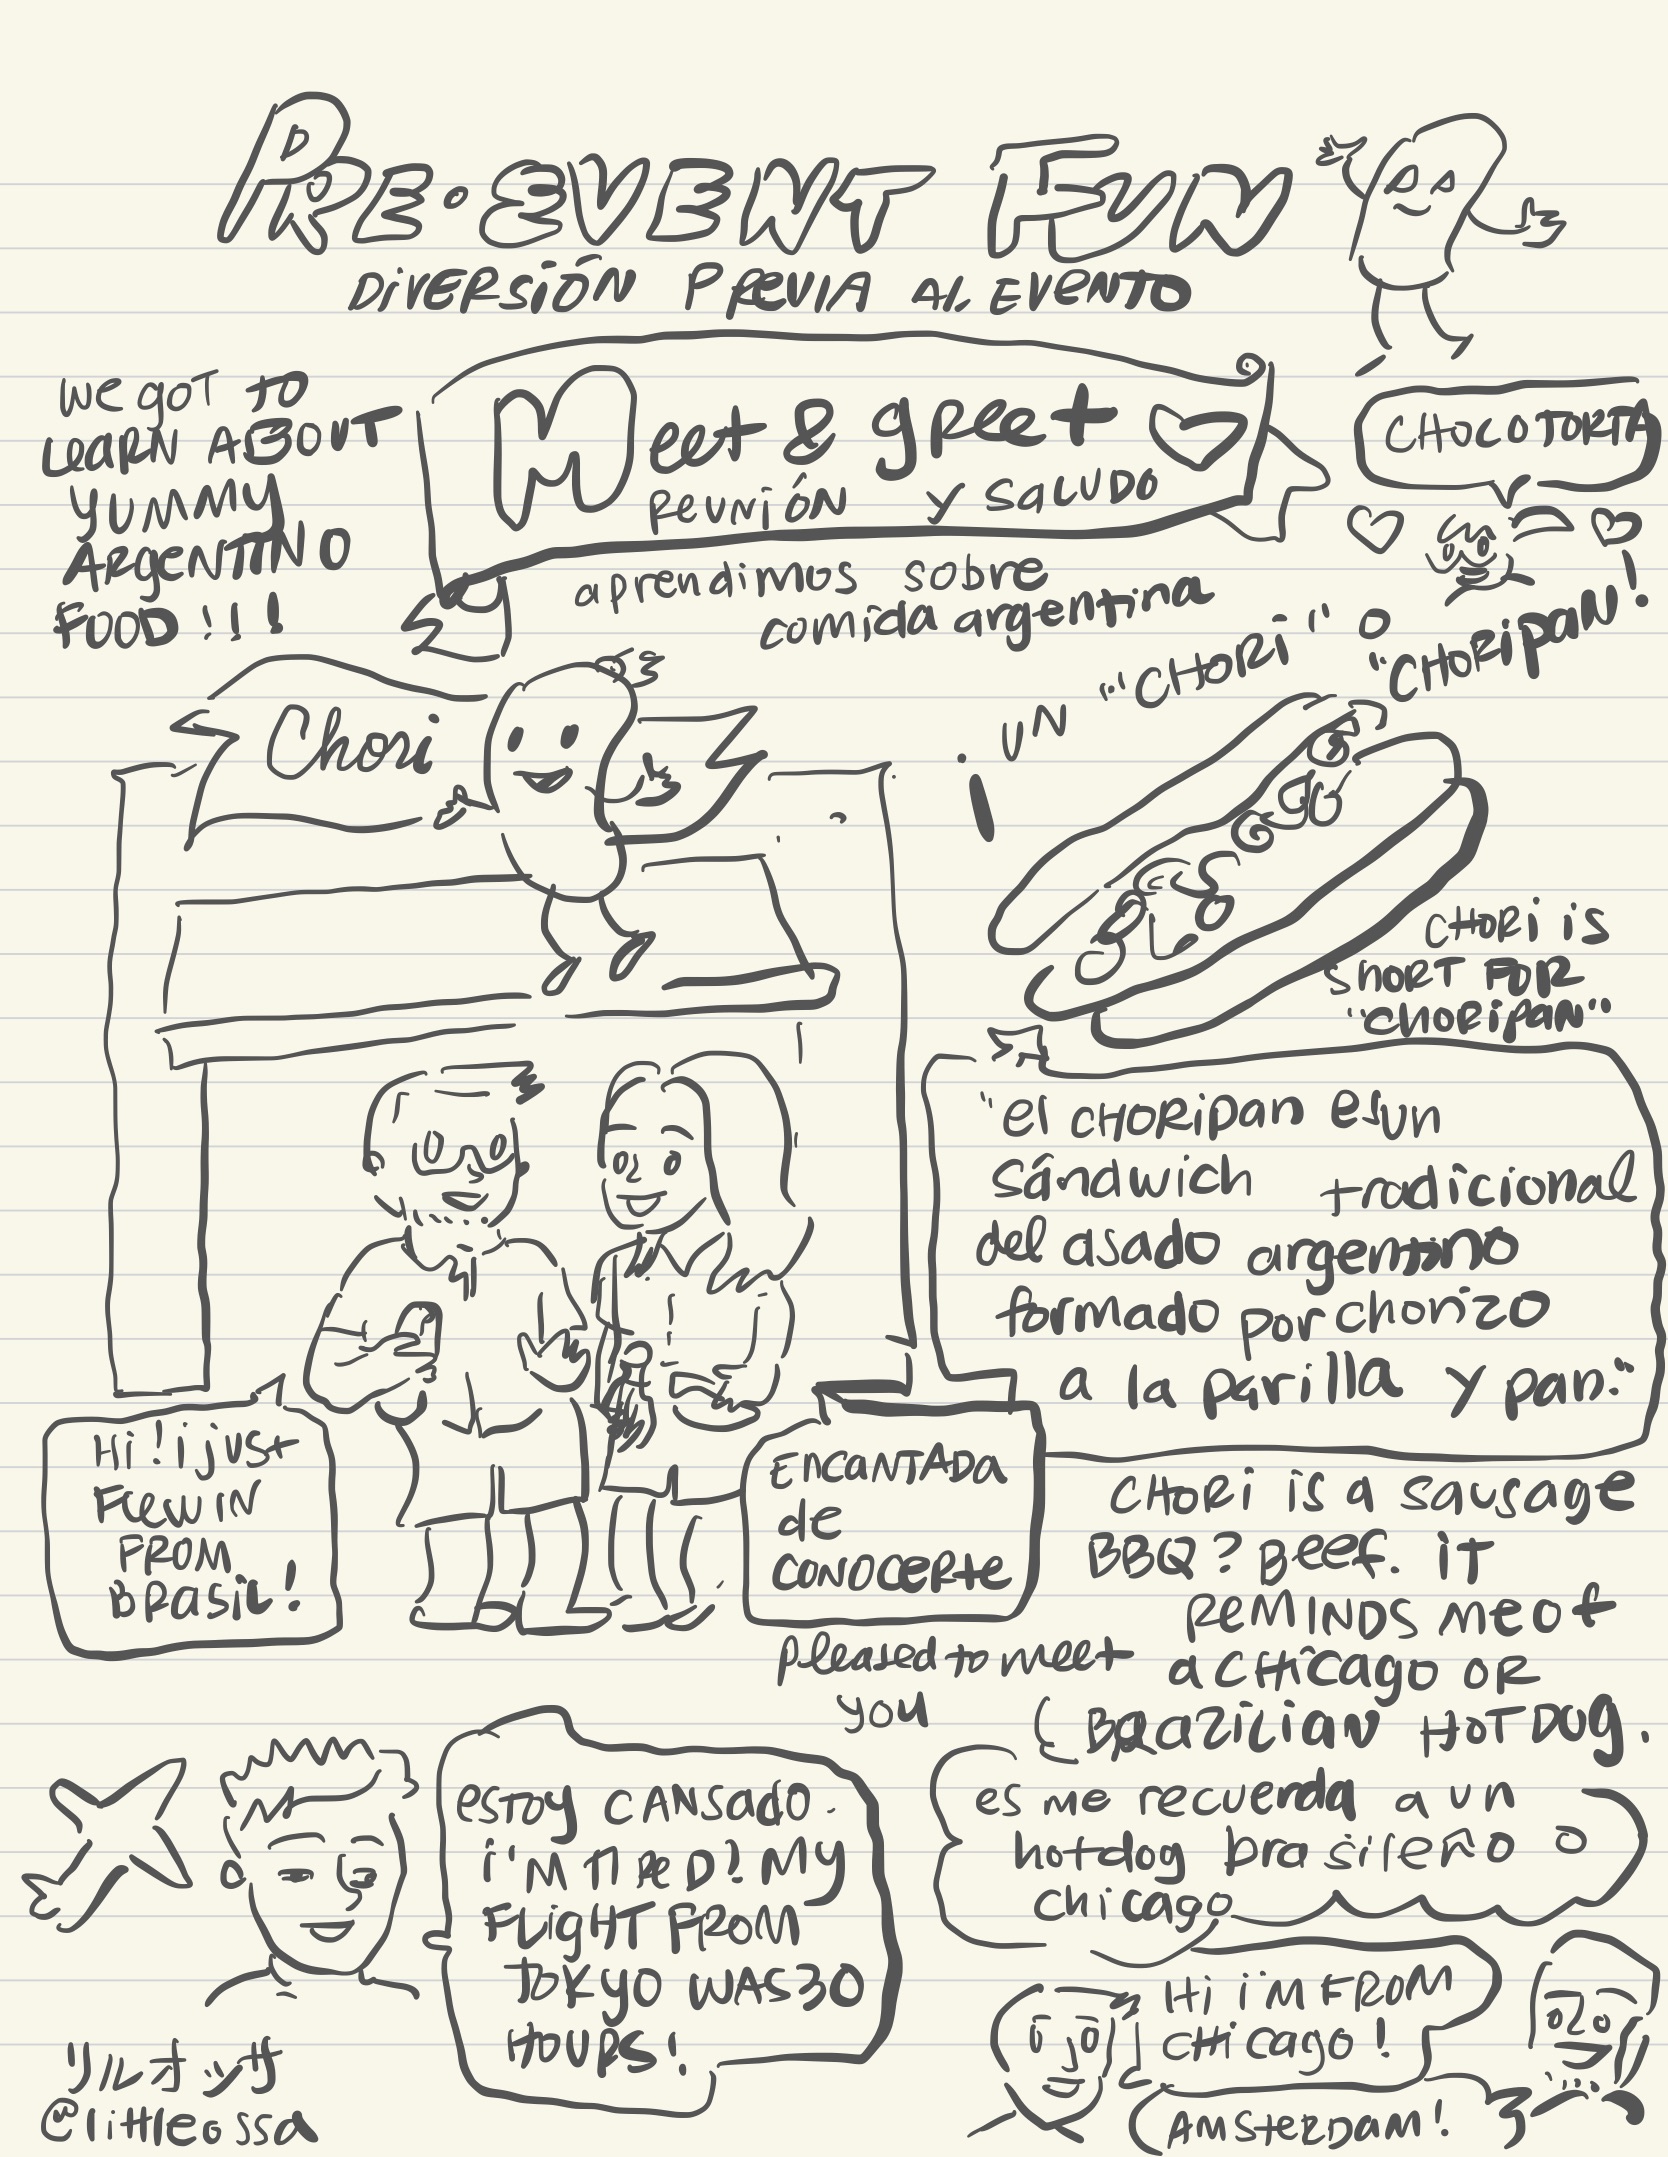 PRE-EVENT FUN
DIVERSIÓN PREVIA AL EVENTO
WE GOT TO
LEARN ABOUT
YUMMY
ARGENTINO
FOOD!!!
Meet & greet
REUNIÓN y SALUDO
aprendimos sobre
comida argentina
CHOCOTORTA
¡UN "CHORI" O "CHORIPAN!
Chori
CHORI is
SHORT FOR
"CHORIPAN"
"el CHORIPAN es un
sándwich tradicional
del asado argentino
formado por chorizo
a la parilla y pan."
Hi! i just
FLEW IN
FROM
BRASIL!
ENCANTADA
de
CONOCERTE
pleased to meet
you
CHORI is a sausage
BBQ? BEEF. IT
REMINDS ME OF
a CHICAGO OR
BRAZILIAN HOTDOG.
es me recuerda a un
hotdog brasileño o
chicago
ESTOY CANSADO.
I'M TIRED! MY
FLIGHT FROM
TOKYO WAS 30
HOURS!
Hi I'M FROM
CHICAGO!
AMSTERDAM!
リルオッサ
@littleossa